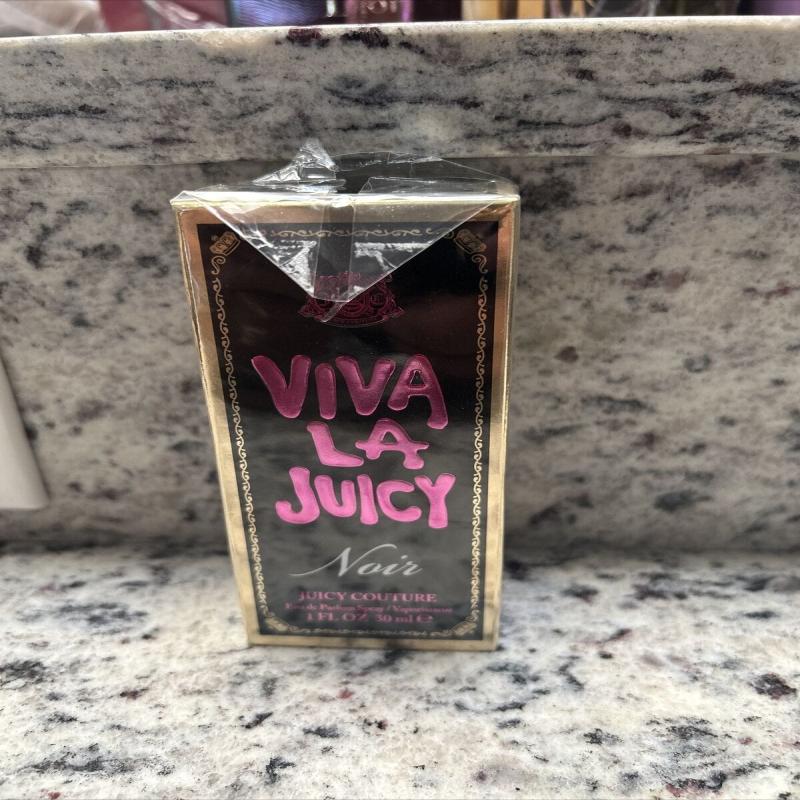 VIVA
LA
JUICY
Noir
JUICY COUTURE
Eau de Parfum Spray / Vaporisateur
1 FL. OZ 30 ml e